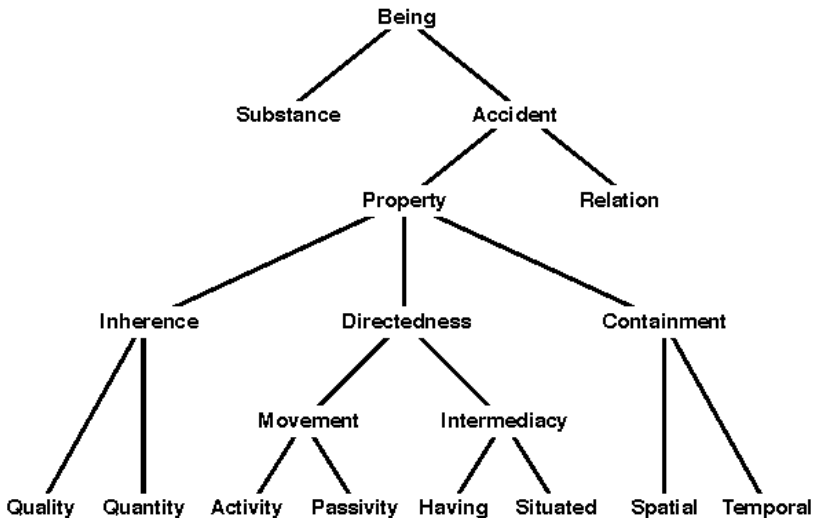 Being
Substance Accident
Property Relation
Inherence Directedness Containment
Movement Intermediacy
Quality Quantity Activity Passivity Having Situated Spatial Temporal